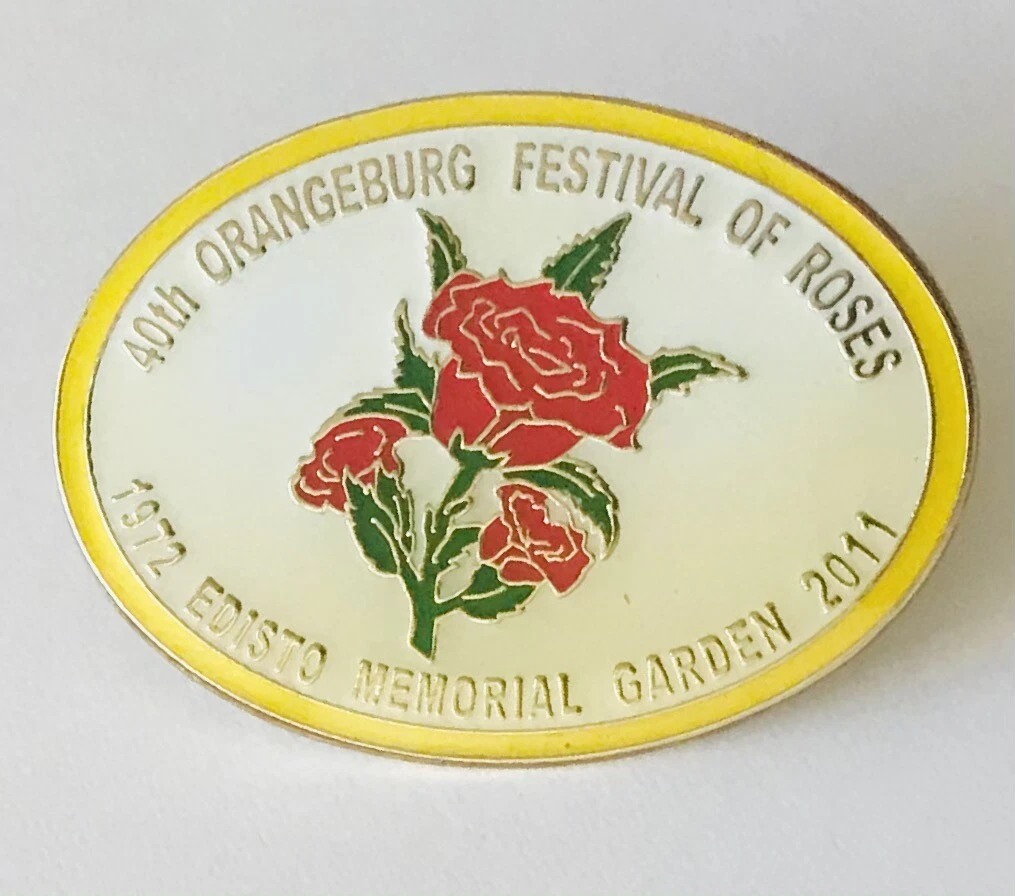 40th ORANGEBURG FESTIVAL OF ROSES
1972 EDISTO MEMORIAL GARDEN 2011